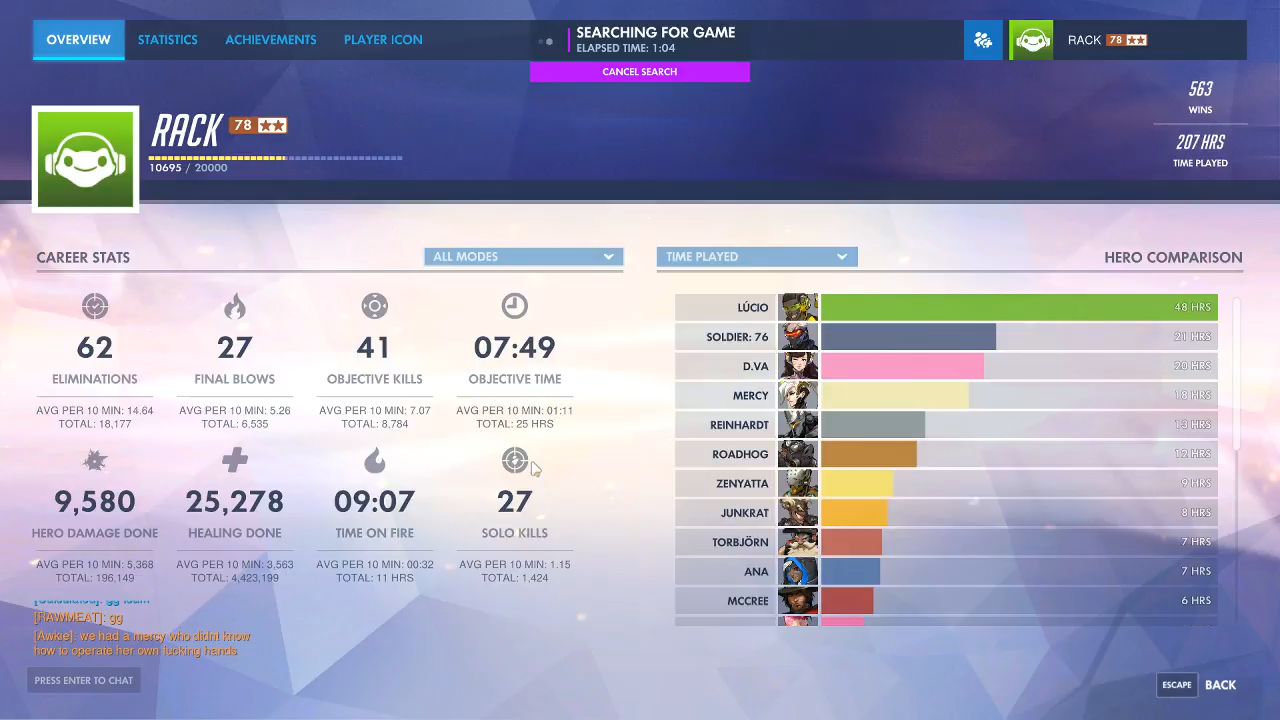 OVERVIEW
STATISTICS
ACHIEVEMENTS
PLAYER ICON
SEARCHING FOR GAME
ELAPSED TIME: 1:04
CANCEL SEARCH
RACK 78
563
WINS
207 HRS
TIME PLAYED
RACK 78
10695 / 20000
CAREER STATS
ALL MODES
62
ELIMINATIONS
AVG PER 10 MIN: 14.64
TOTAL: 18,177
27
FINAL BLOWS
AVG PER 10 MIN: 5.26
TOTAL: 6,535
41
OBJECTIVE KILLS
AVG PER 10 MIN: 7.07
TOTAL: 8,784
07:49
OBJECTIVE TIME
AVG PER 10 MIN: 01:11
TOTAL: 25 HRS
9,580
HERO DAMAGE DONE
AVG PER 10 MIN: 5,368
TOTAL: 196,149
25,278
HEALING DONE
AVG PER 10 MIN: 3,563
TOTAL: 4,423,199
09:07
TIME ON FIRE
AVG PER 10 MIN: 00:32
TOTAL: 11 HRS
27
SOLO KILLS
AVG PER 10 MIN: 1.15
TOTAL: 1,424
TIME PLAYED
HERO COMPARISON
LÚCIO 48 HRS
SOLDIER: 76 21 HRS
D.VA 20 HRS
MERCY 18 HRS
REINHARDT 13 HRS
ROADHOG 12 HRS
ZENYATTA 9 HRS
JUNKRAT 8 HRS
TORBJÖRN 7 HRS
ANA 7 HRS
MCCREE 6 HRS
gg team
[RAWMEAT]: gg
[Awkie]: we had a mercy who didnt know
how to operate her own fucking hands
PRESS ENTER TO CHAT
ESCAPE BACK